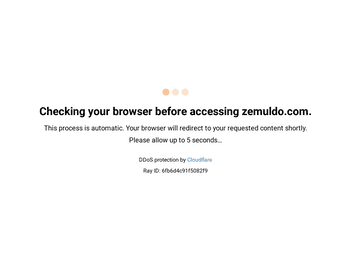 Checking your browser before accessing zemuldo.com.
This process is automatic. Your browser will redirect to your requested content shortly.
Please allow up to 5 seconds…
DDoS protection by Cloudflare
Ray ID: 6fb6d4c91f5082f9